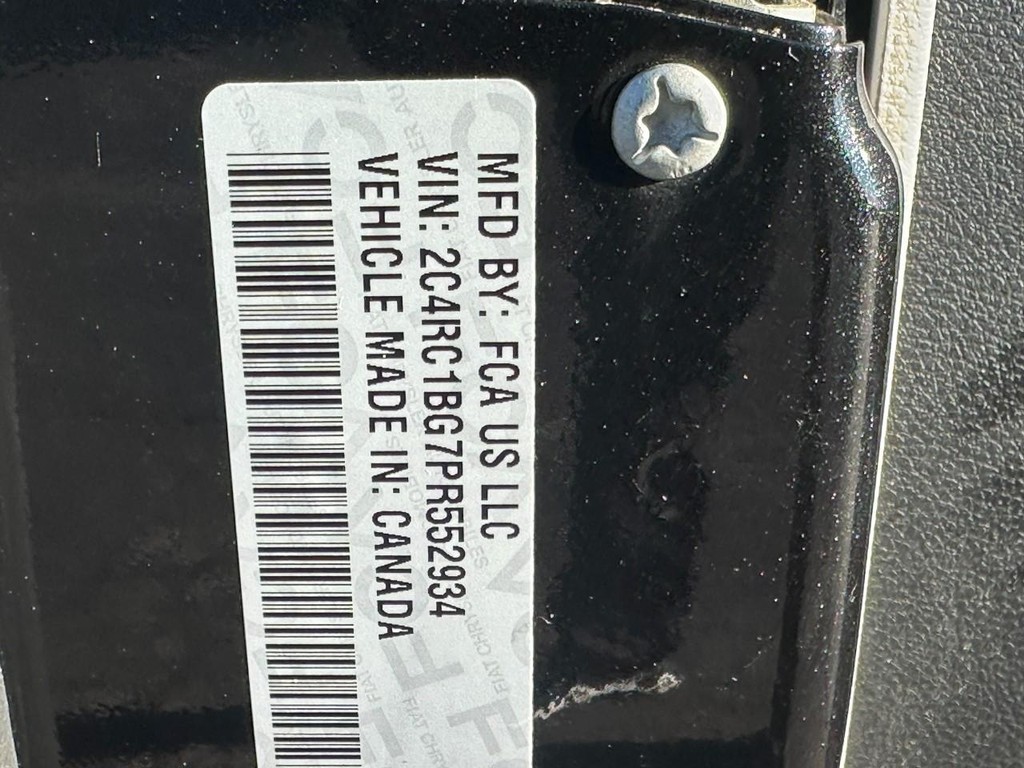 MFD BY: FCA US LLC
VIN: 2C4RC1BG7PR552934
VEHICLE MADE IN: CANADA